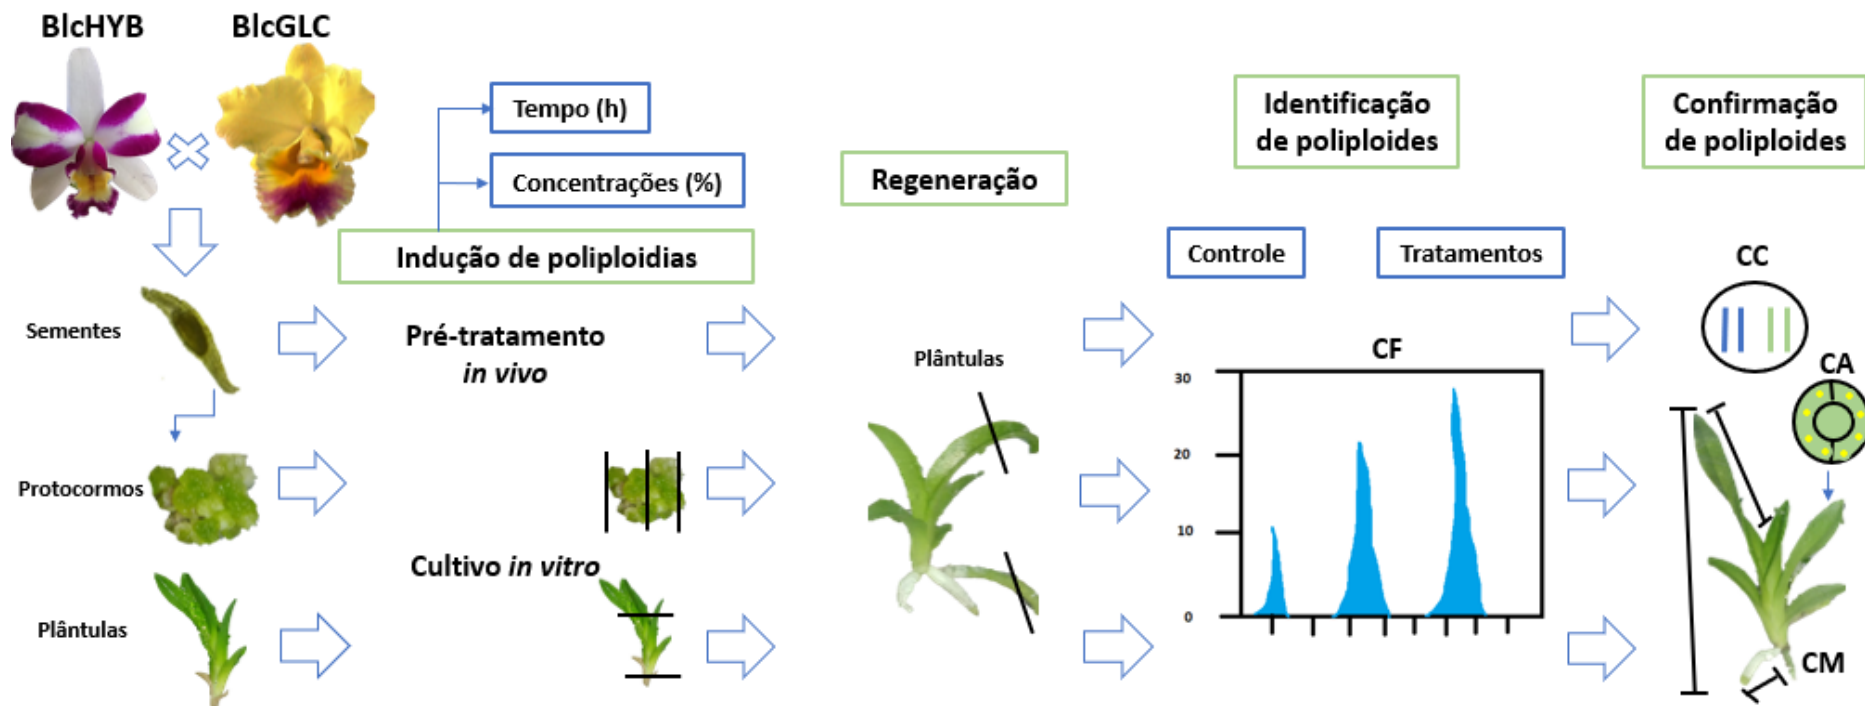 BlcHYB
BlcGLC
Tempo (h)
Concentrações (%)
Indução de poliploidias
Regeneração
Identificação
de poliploides
Confirmação
de poliploides
Controle
Tratamentos
CC
Sementes
Pré-tratamento
in vivo
Plântulas
CF
CA
30
20
10
0
Protocormos
Cultivo in vitro
Plântulas
CM